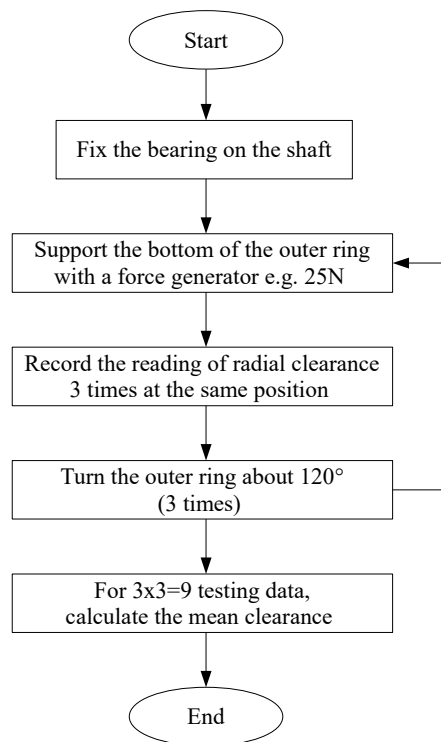 Start
Fix the bearing on the shaft
Support the bottom of the outer ring
with a force generator e.g. 25N
Record the reading of radial clearance
3 times at the same position
Turn the outer ring about 120°
(3 times)
For 3x3=9 testing data,
calculate the mean clearance
End